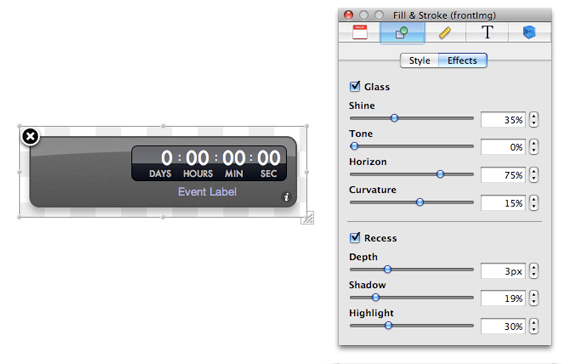 0:00:00:00
DAYS HOURS MIN SEC
Event Label
i
Fill & Stroke (frontImg)
T
Style Effects
Glass
Shine
35%
Tone
0%
Horizon
75%
Curvature
15%
Recess
Depth
3px
Shadow
19%
Highlight
30%